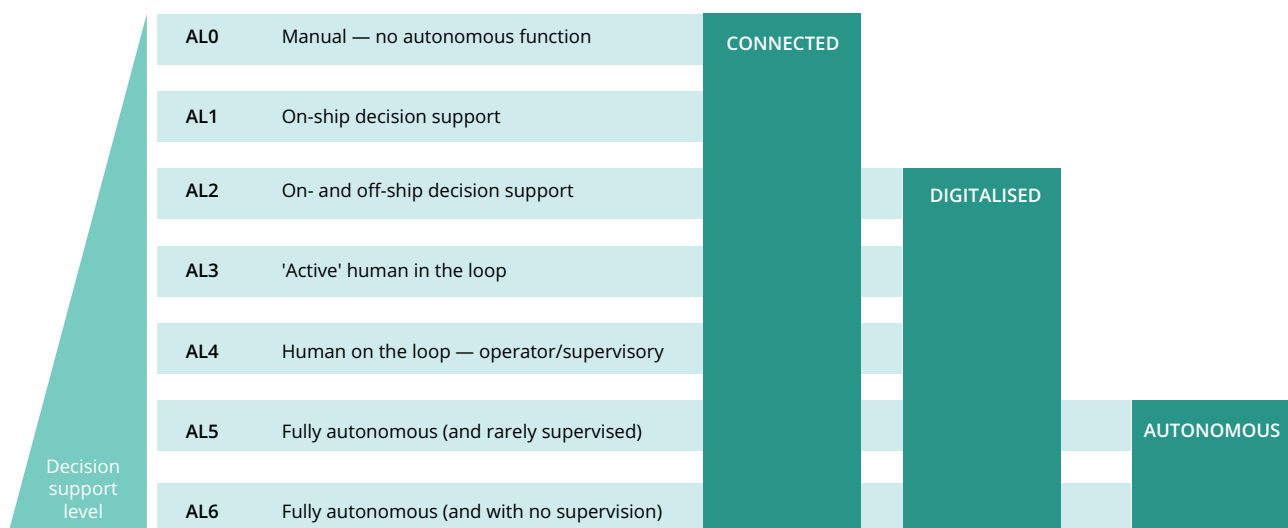 AL0 Manual — no autonomous function
CONNECTED
AL1 On-ship decision support
AL2 On- and off-ship decision support
DIGITALISED
AL3 'Active' human in the loop
AL4 Human on the loop — operator/supervisory
AL5 Fully autonomous (and rarely supervised)
AUTONOMOUS
Decision
support
level
AL6 Fully autonomous (and with no supervision)